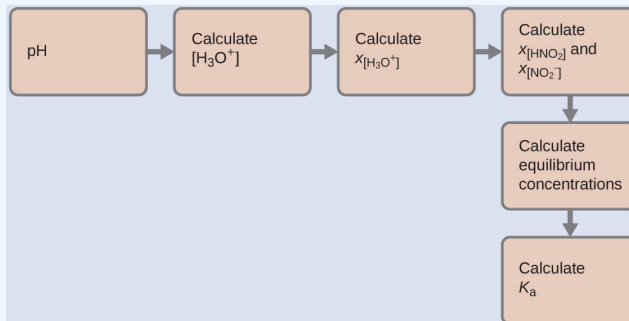 pH
Calculate
[H₃O⁺]
Calculate
x[H₃O⁺]
Calculate
x[HNO₂] and
x[NO₂⁻]
Calculate
equilibrium
concentrations
Calculate
Kₐ